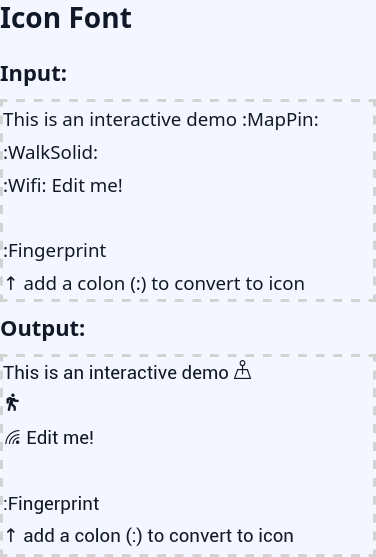 Icon Font
Input:
This is an interactive demo :MapPin:
:WalkSolid:
:Wifi: Edit me!
:Fingerprint
↑ add a colon (:) to convert to icon
Output:
This is an interactive demo
Edit me!
:Fingerprint
↑ add a colon (:) to convert to icon